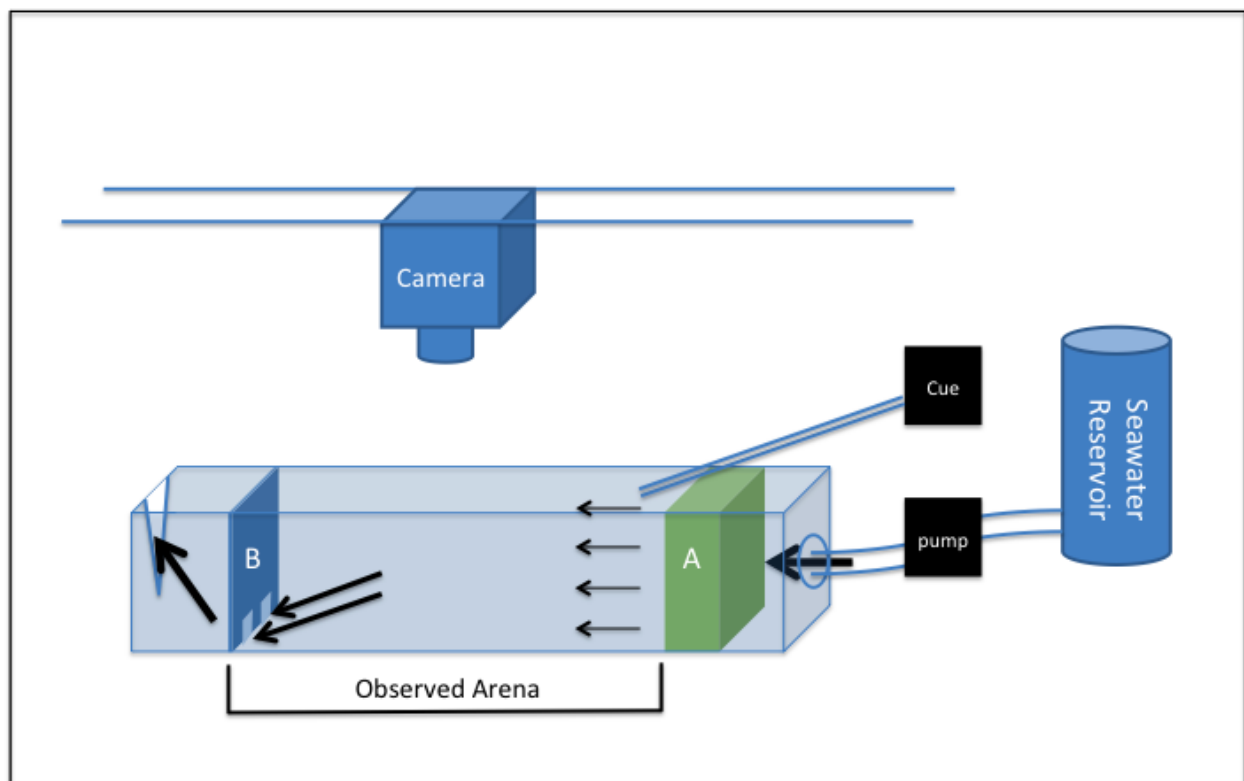 Camera
Cue
Seawater
Reservoir
pump
B
A
Observed Arena